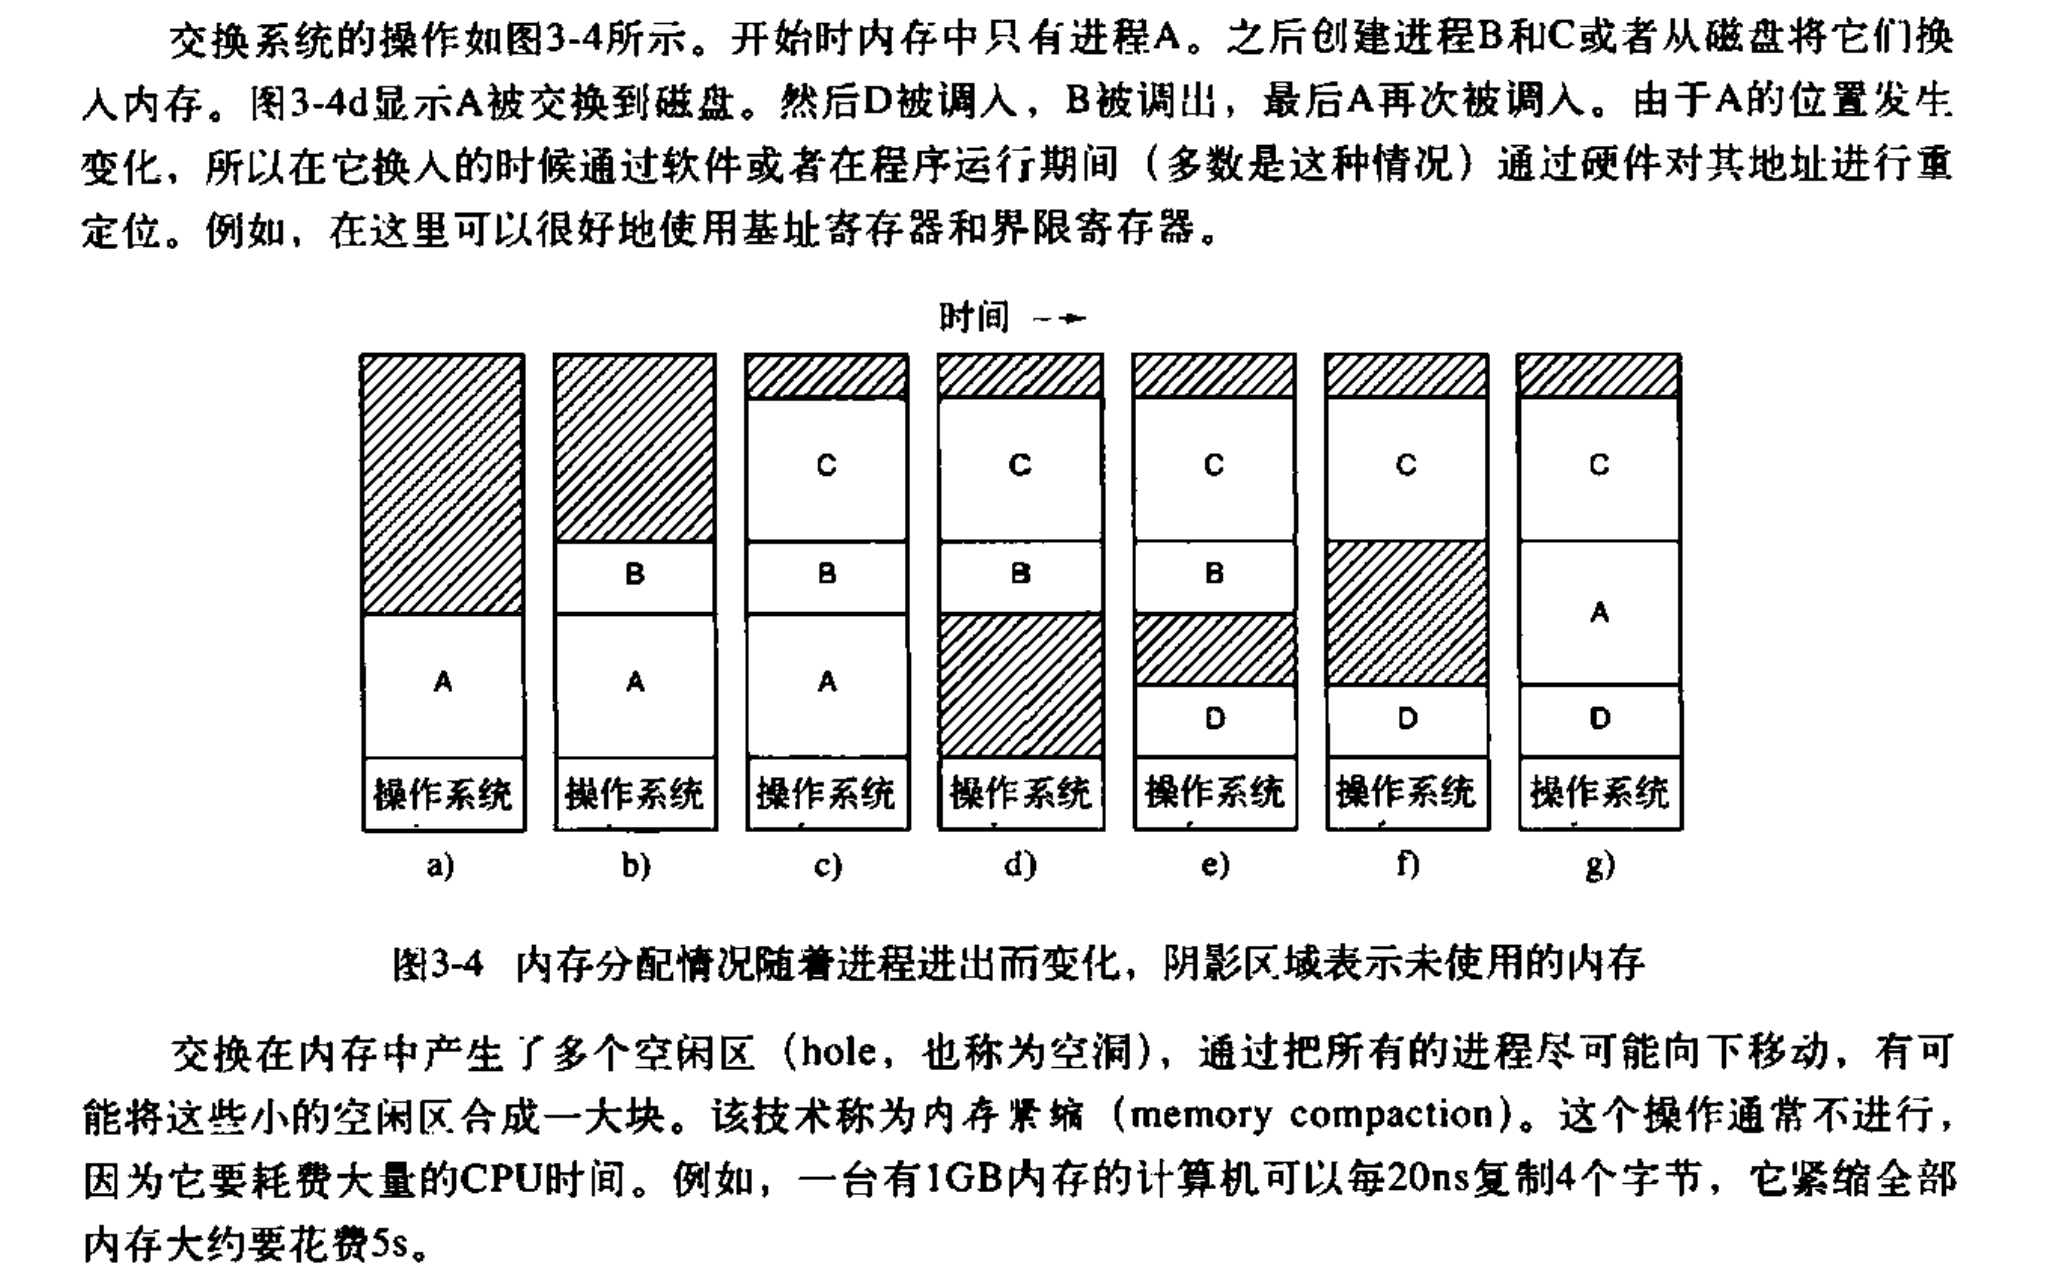 交换系统的操作如图3-4所示。开始时内存中只有进程A。之后创建进程B和C或者从磁盘将它们换
入内存。图3-4d显示A被交换到磁盘。然后D被调入，B被调出，最后A再次被调入。由于A的位置发生
变化，所以在它换入的时候通过软件或者在程序运行期间（多数是这种情况）通过硬件对其地址进行重
定位。例如，在这里可以很好地使用基址寄存器和界限寄存器。
时间
C C C C C
B B B B A
A A A D D D
操作系统 操作系统 操作系统 操作系统 操作系统 操作系统 操作系统
a) b) c) d) e) f) g)
图3-4 内存分配情况随着进程进出而变化，阴影区域表示未使用的内存
交换在内存中产生了多个空闲区（hole，也称为空洞），通过把所有的进程尽可能向下移动，有可
能将这些小的空闲区合成一大块。该技术称为内存紧缩（memory compaction）。这个操作通常不进行，
因为它要耗费大量的CPU时间。例如，一台有1GB内存的计算机可以每20ns复制4个字节，它紧缩全部
内存大约要花费5s。